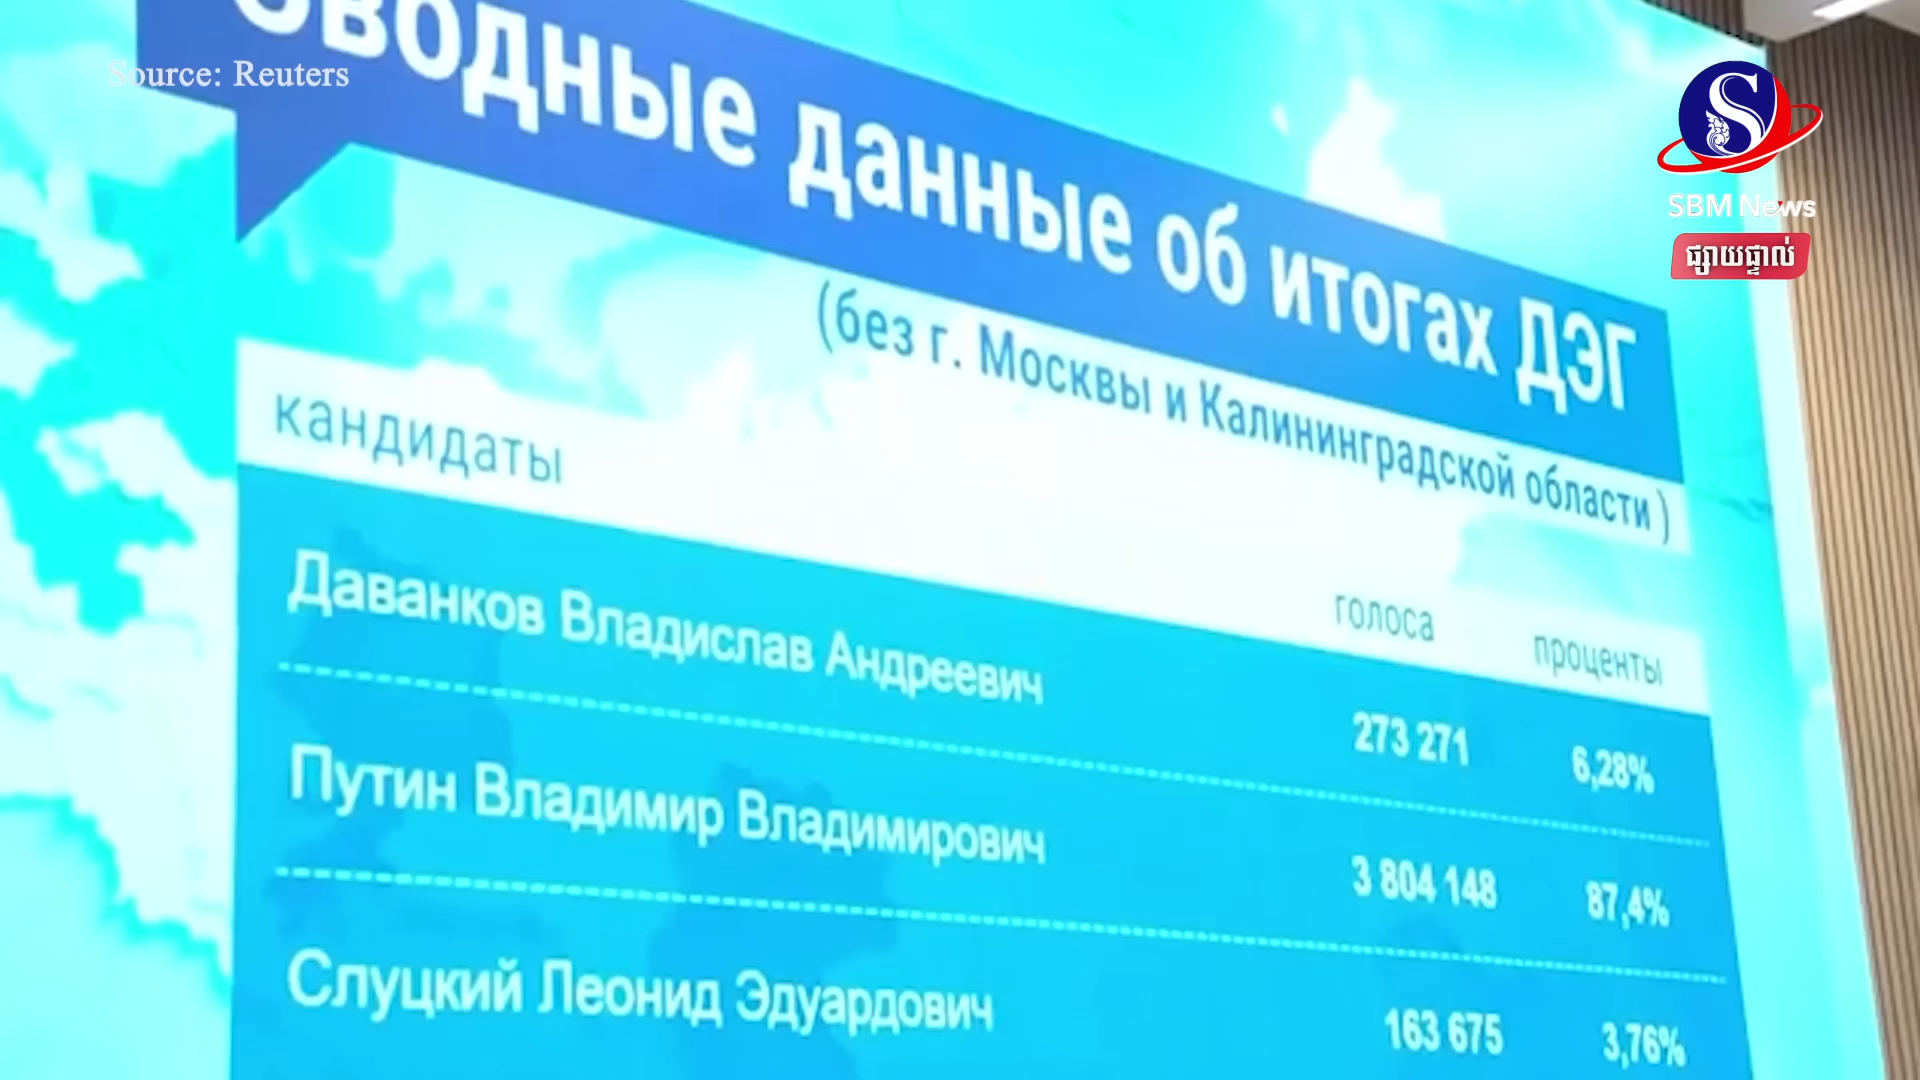 Сводные данные об итогах ДЭГ
Source: Reuters
SBM News
ផ្សាយផ្ទាល់
(без г. Москвы и Калининградской области )
кандидаты
голоса проценты
Даванков Владислав Андреевич 273 271 6,28%
Путин Владимир Владимирович 3 804 148 87,4%
Слуцкий Леонид Эдуардович 163 675 3,76%